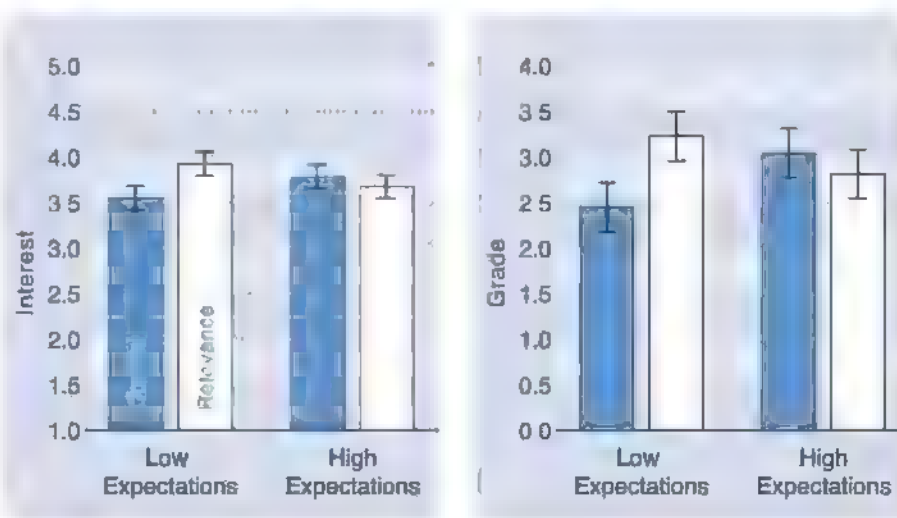 5.0
4.5
4.0
3.5
3.0
2.5
2.0
1.5
1.0
Interest
Relevance
Low
Expectations
High
Expectations
4.0
3.5
3.0
2.5
2.0
1.5
1.0
0.5
0.0
Grade
Low
Expectations
High
Expectations